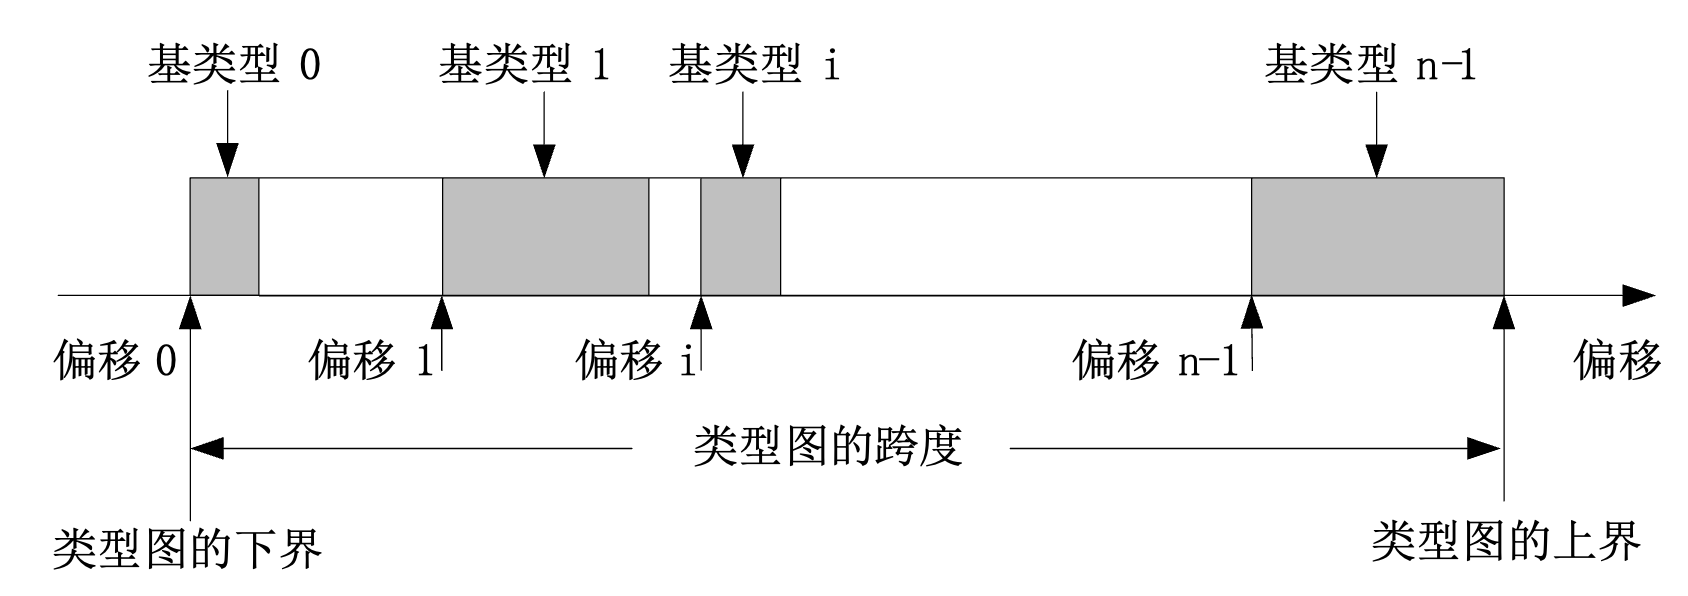 基类型 0 基类型 1 基类型 i 基类型 n-1
偏移 0 偏移 1 偏移 i 偏移 n-1 偏移
类型图的跨度
类型图的下界 类型图的上界